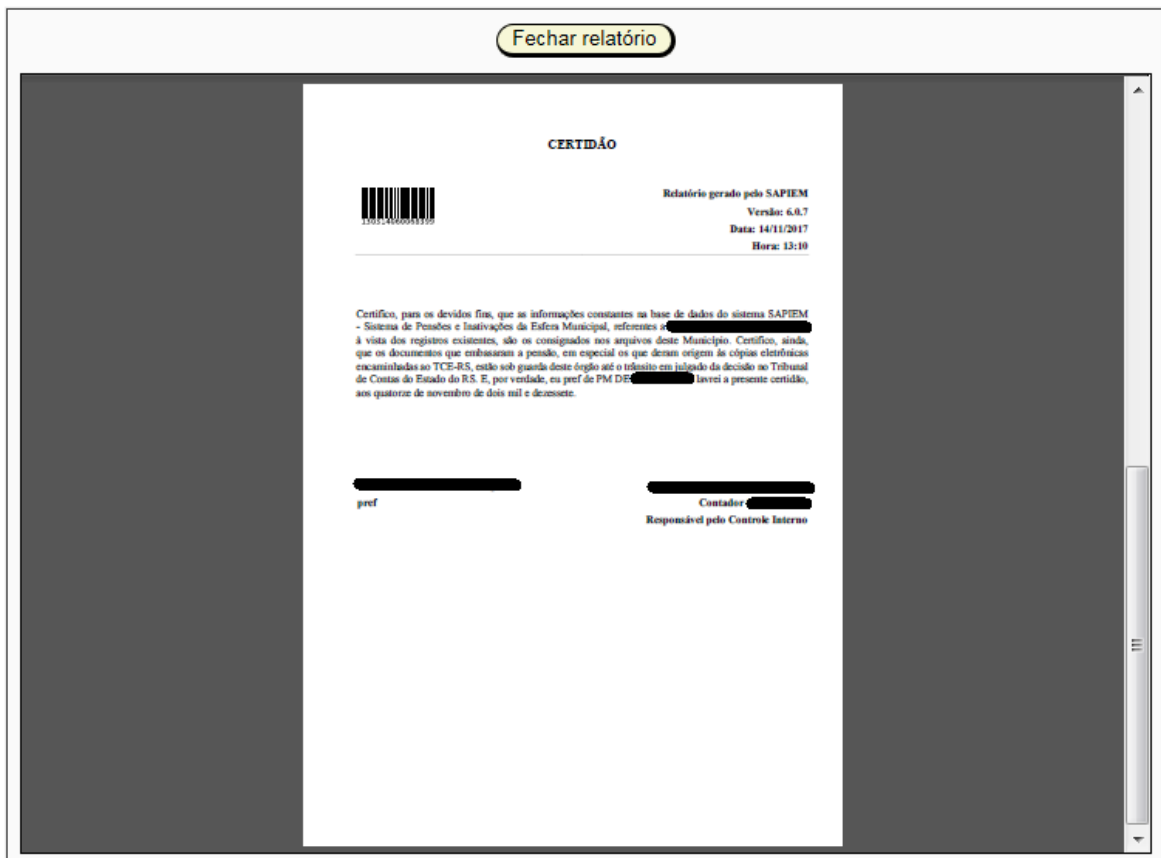 Fechar relatório
CERTIDÃO
Relatório gerado pelo SAPIEM
Versão: 6.0.7
Data: 14/11/2017
Hora: 13:10
Certifico, para os devidos fins, que as informações constantes na base de dados do sistema SAPIEM
- Sistema de Pensões e Inativações da Esfera Municipal, referentes a
à vista dos registros existentes, são os consignados nos arquivos deste Município. Certifico, ainda,
que os documentos que embasaram a pensão, em especial os que deram origem às cópias eletrônicas
encaminhadas ao TCE-RS, estão sob guarda deste órgão até o trânsito em julgado da decisão no Tribunal
de Contas do Estado do RS. E, por verdade, eu pref de PM DE lavrei a presente certidão,
aos quatorze de novembro de dois mil e dezessete.
pref
Contador
Responsável pelo Controle Interno